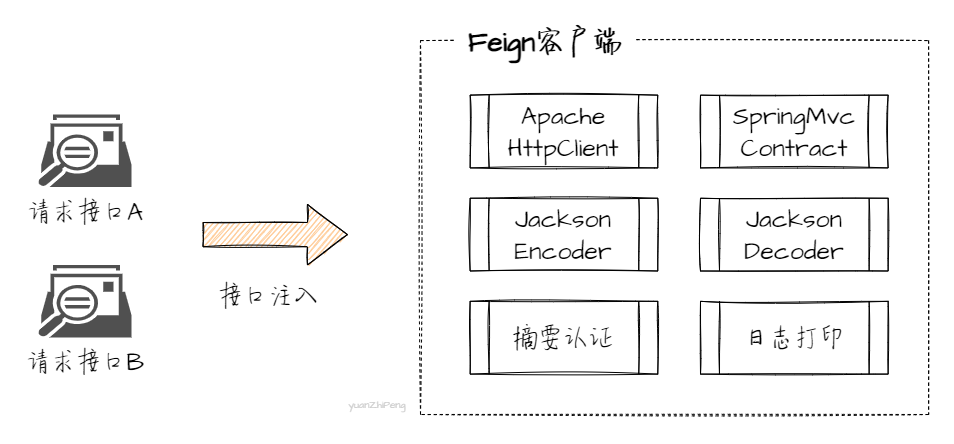 Feign客户端
Apache
HttpClient
SpringMvc
Contract
请求接口A
Jackson
Encoder
Jackson
Decoder
接口注入
摘要认证
日志打印
请求接口B
yuanZhiPeng